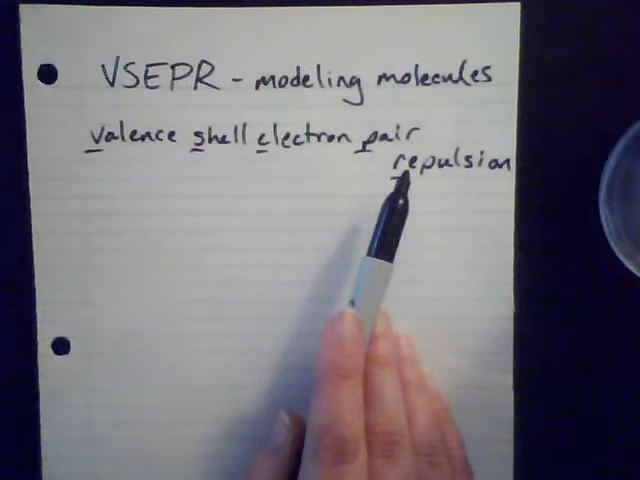 VSEPR - modeling molecules
valence shell electron pair
repulsion